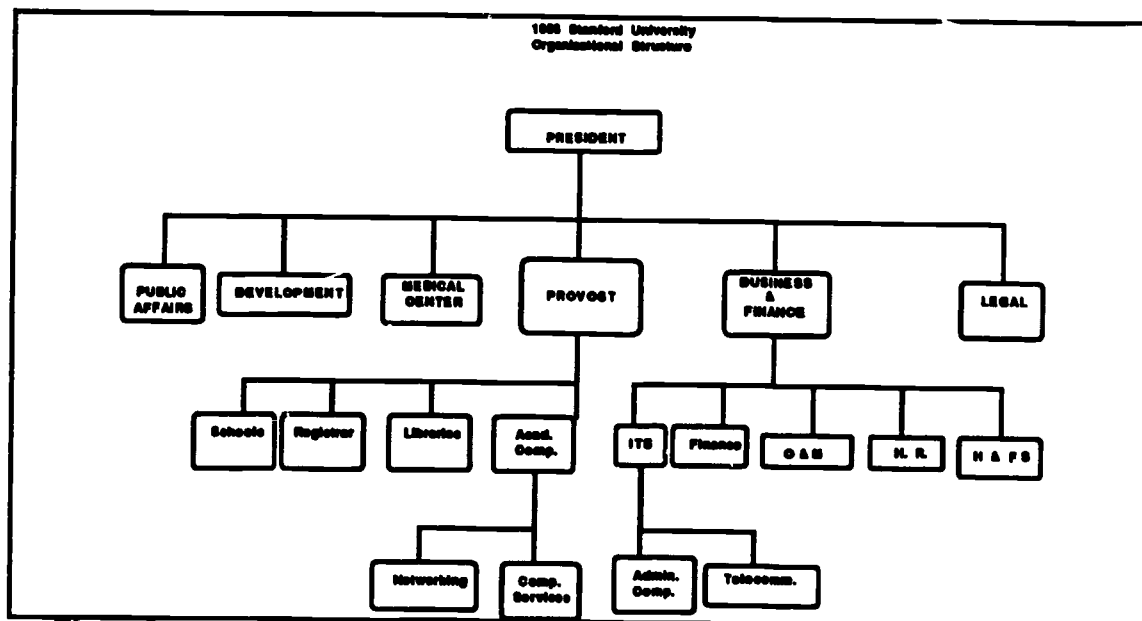 Stanford University
Organizational Structure
PRESIDENT
PUBLIC
AFFAIRS
DEVELOPMENT
MEDICAL
CENTER
PROVOST
BUSINESS
&
FINANCE
LEGAL
Schools
Registrar
Libraries
Acad.
Comp.
ITS
Finance
O & M
H. R.
H & FS
Networking
Comp.
Services
Admin.
Comp.
Telecomm.